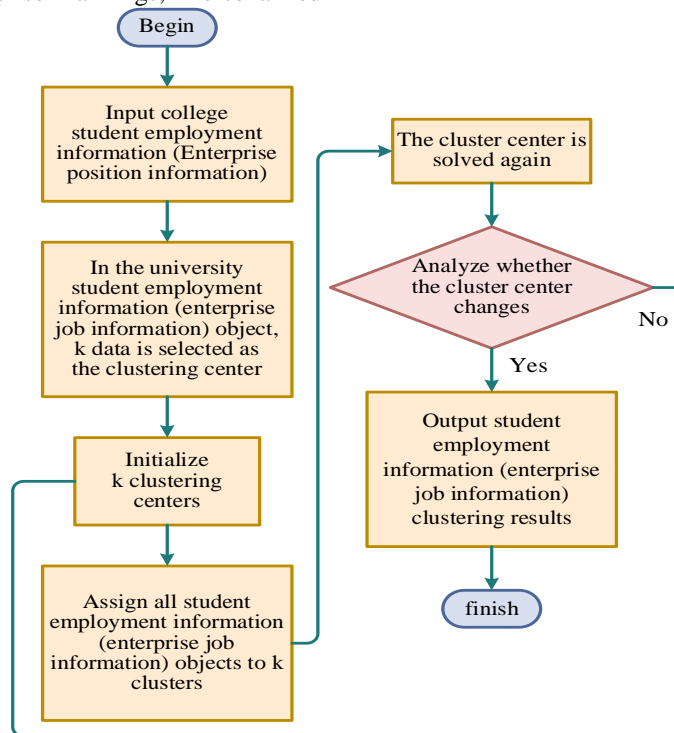 Begin
Input college
student employment
information (Enterprise
position information)
In the university
student employment
information (enterprise
job information) object,
k data is selected as
the clustering center
Initialize
k clustering
centers
Assign all student
employment information
(enterprise job
information) objects to k
clusters
The cluster center is
solved again
Analyze whether
the cluster center
changes
No
Yes
Output student
employment
information (enterprise
job information)
clustering results
finish